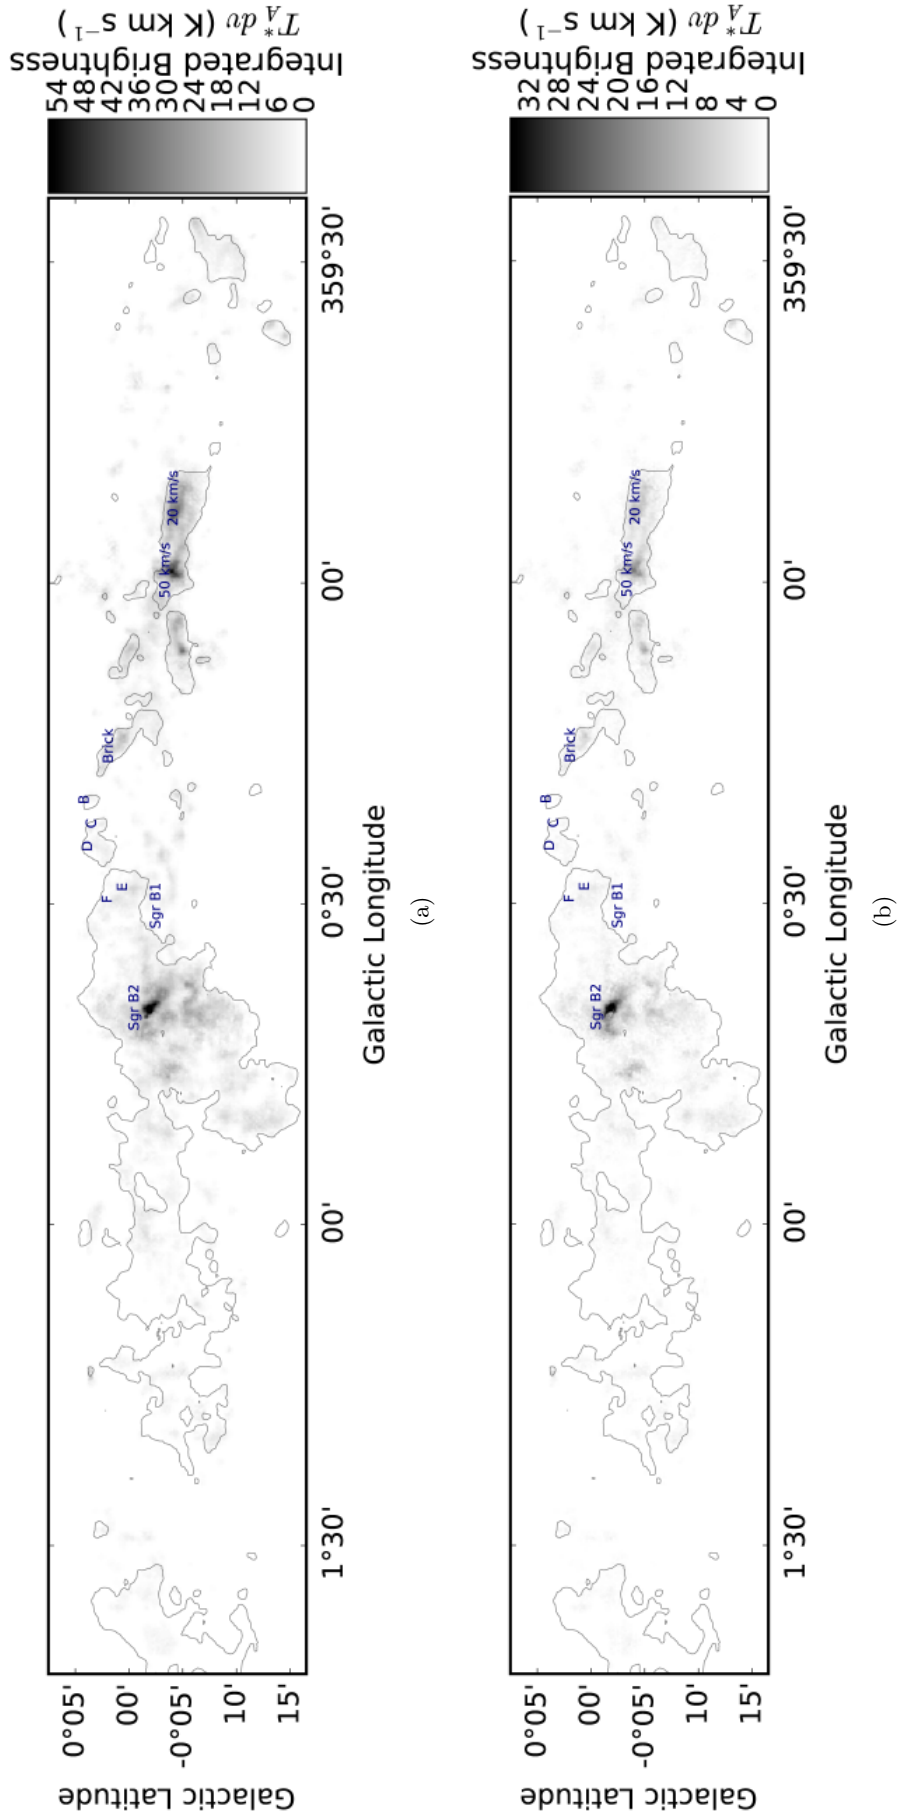 Integrated Brightness
T*A dv (K km s−1)
54
48
42
36
30
24
18
12
6
0
0°05'
00'
-0°05'
10'
15'
Galactic Latitude
1°30'
00'
0°30'
00'
359°30'
Galactic Longitude
Sgr B2
Sgr B1
F
E
D
C
B
Brick
50 km/s
20 km/s
(a)
Integrated Brightness
T*A dv (K km s−1)
32
28
24
20
16
12
8
4
0
0°05'
00'
-0°05'
10'
15'
Galactic Latitude
1°30'
00'
0°30'
00'
359°30'
Galactic Longitude
Sgr B2
Sgr B1
F
E
D
C
B
Brick
50 km/s
20 km/s
(b)